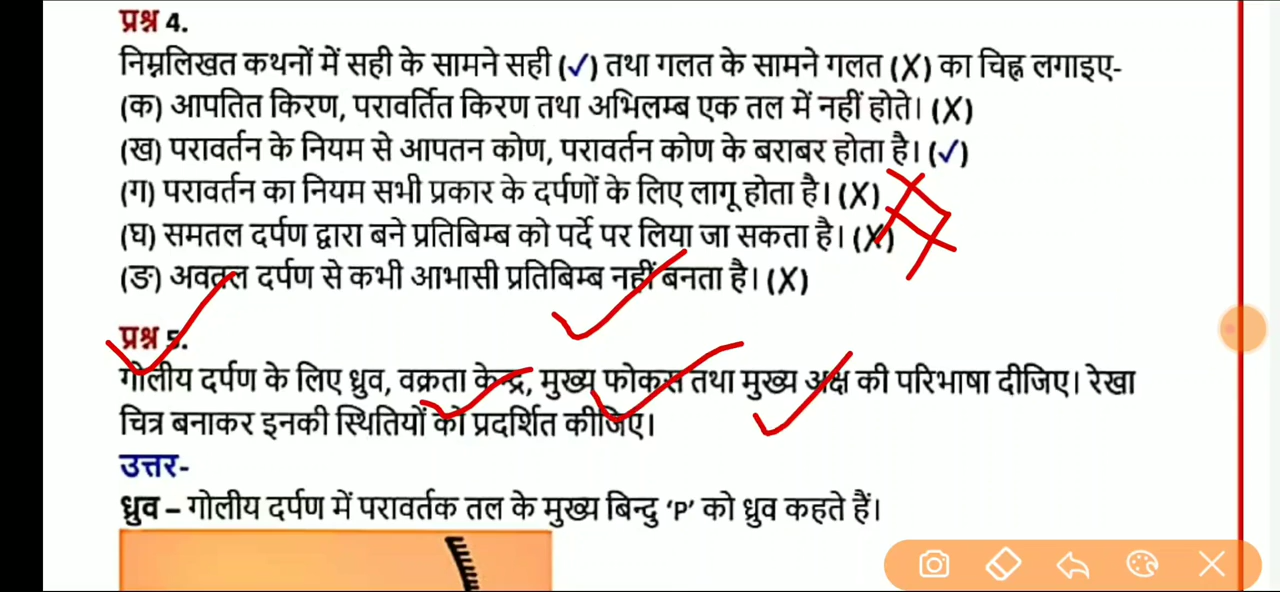 प्रश्न 4.
निम्नलिखत कथनों में सही के सामने सही (✓) तथा गलत के सामने गलत (X) का चिह्न लगाइए-
(क) आपतित किरण, परावर्तित किरण तथा अभिलम्ब एक तल में नहीं होते। (X)
(ख) परावर्तन के नियम से आपतन कोण, परावर्तन कोण के बराबर होता है। (✓)
(ग) परावर्तन का नियम सभी प्रकार के दर्पणों के लिए लागू होता है। (X)
(घ) समतल दर्पण द्वारा बने प्रतिबिम्ब को पर्दे पर लिया जा सकता है। (X)
(ङ) अवतल दर्पण से कभी आभासी प्रतिबिम्ब नहीं बनता है। (X)
प्रश्न 5.
गोलीय दर्पण के लिए ध्रुव, वक्रता केन्द्र, मुख्य फोकस तथा मुख्य अक्ष की परिभाषा दीजिए। रेखा
चित्र बनाकर इनकी स्थितियों को प्रदर्शित कीजिए।
उत्तर-
ध्रुव – गोलीय दर्पण में परावर्तक तल के मुख्य बिन्दु ‘P’ को ध्रुव कहते हैं।